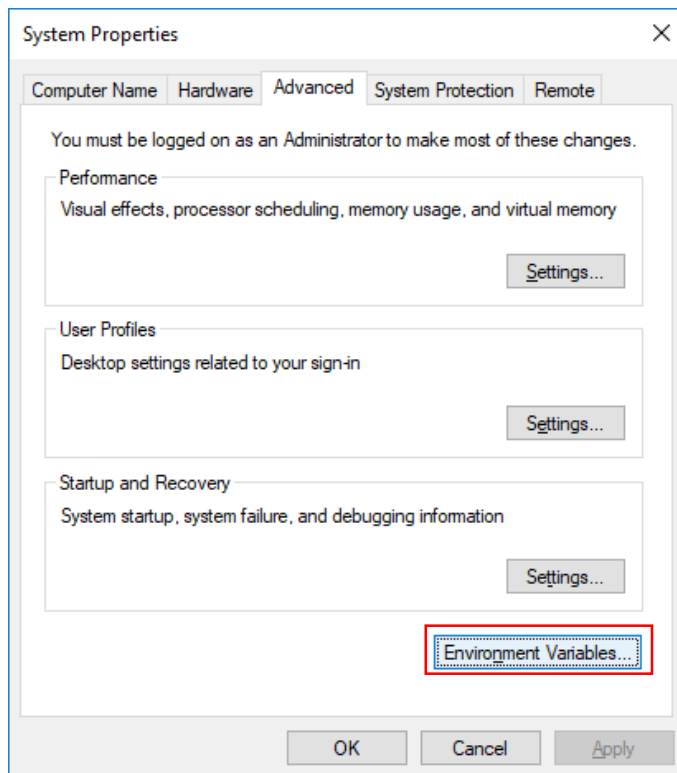 System Properties
Computer Name Hardware Advanced System Protection Remote
You must be logged on as an Administrator to make most of these changes.
Performance
Visual effects, processor scheduling, memory usage, and virtual memory
Settings...
User Profiles
Desktop settings related to your sign-in
Settings...
Startup and Recovery
System startup, system failure, and debugging information
Settings...
Environment Variables...
OK Cancel Apply